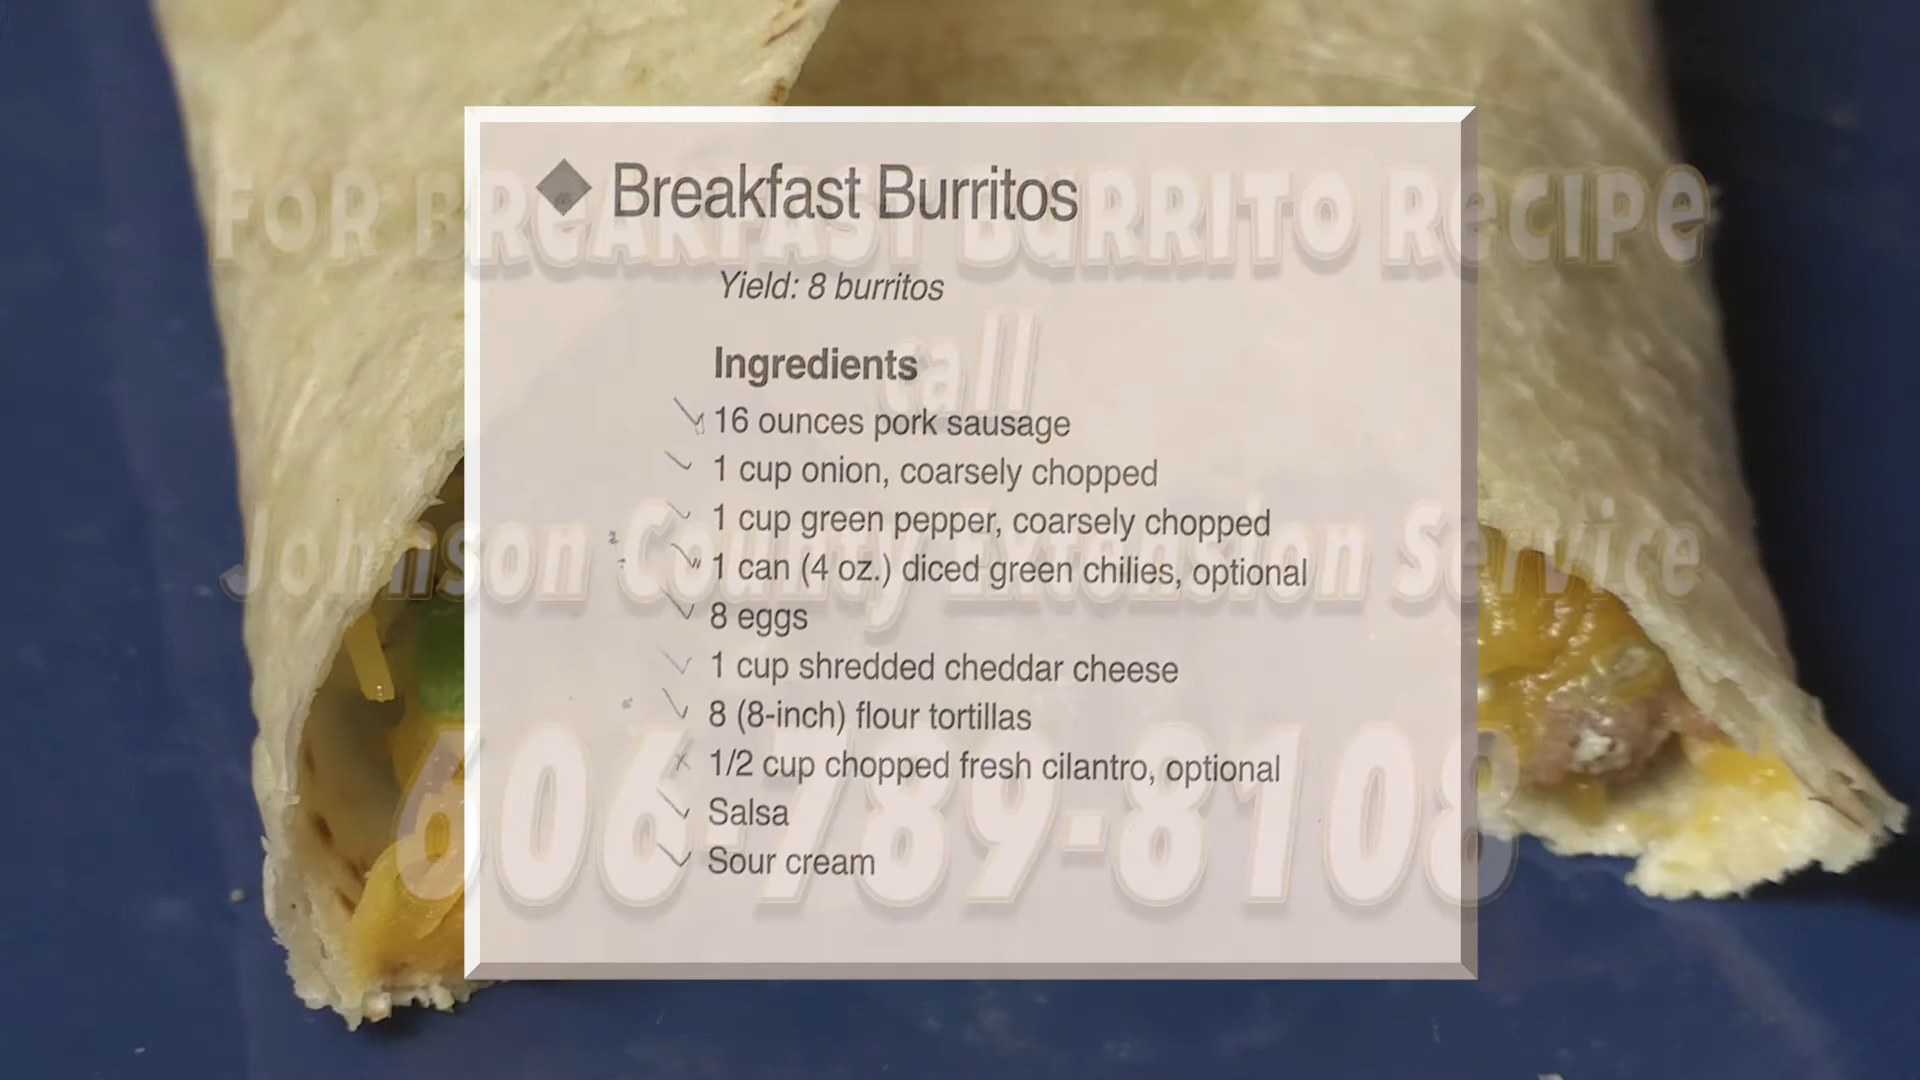 Breakfast Burritos
FOR BREAKFAST BURRITO RECIPE
Yield: 8 burritos
call
Ingredients
16 ounces pork sausage
1 cup onion, coarsely chopped
1 cup green pepper, coarsely chopped
Johnson County Extension Service
1 can (4 oz.) diced green chilies, optional
8 eggs
1 cup shredded cheddar cheese
8 (8-inch) flour tortillas
1/2 cup chopped fresh cilantro, optional
606-789-8108
Salsa
Sour cream